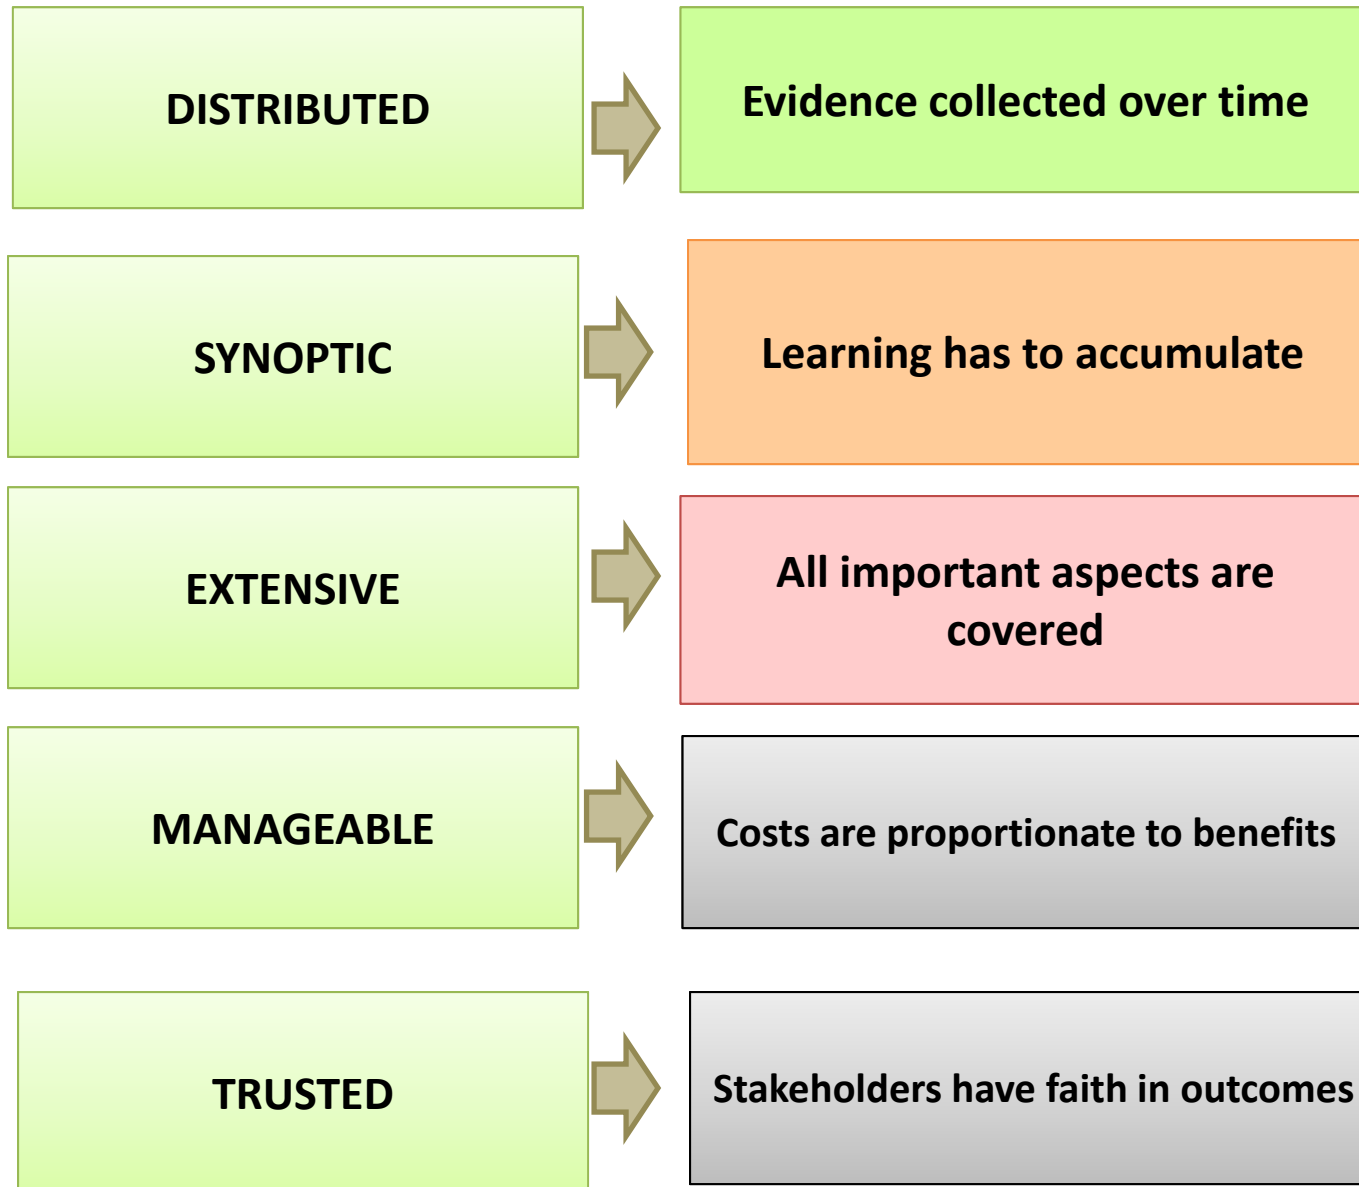 DISTRIBUTED
Evidence collected over time
SYNOPTIC
Learning has to accumulate
EXTENSIVE
All important aspects are
covered
MANAGEABLE
Costs are proportionate to benefits
TRUSTED
Stakeholders have faith in outcomes